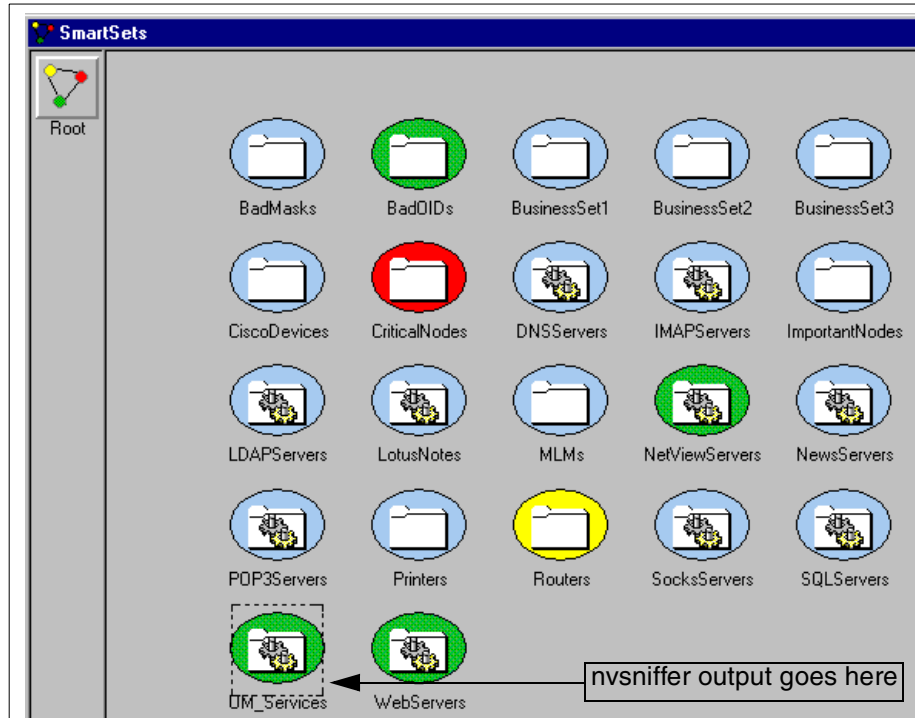 SmartSets
Root
BadMasks BadOIDs BusinessSet1 BusinessSet2 BusinessSet3
CiscoDevices CriticalNodes DNSServers IMAPServers ImportantNodes
LDAPServers LotusNotes MLMs NetViewServers NewsServers
POP3Servers Printers Routers SocksServers SQLServers
UM_Services WebServers
nvsniffer output goes here